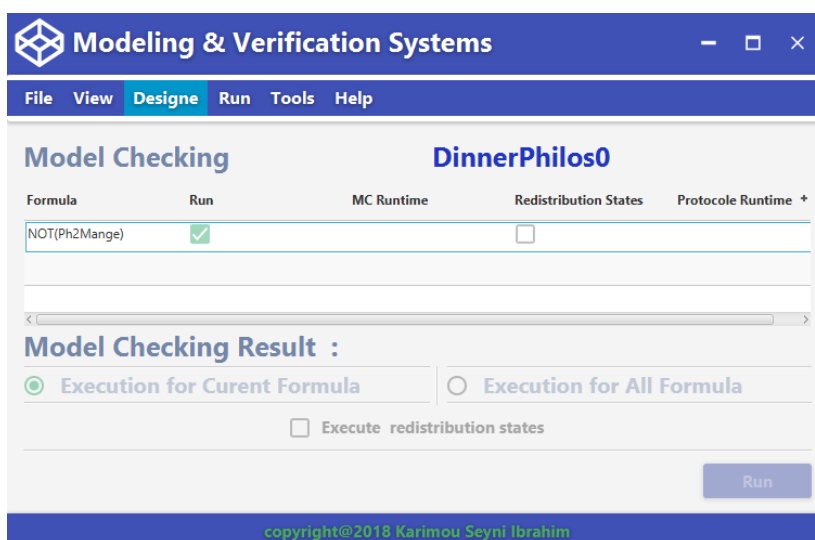 Modeling & Verification Systems
File View Designe Run Tools Help
Model Checking DinnerPhilos0
Formula Run MC Runtime Redistribution States Protocole Runtime +
NOT(Ph2Mange)
Model Checking Result :
Execution for Curent Formula Execution for All Formula
Execute redistribution states
Run
copyright@2018 Karimou Seyni Ibrahim